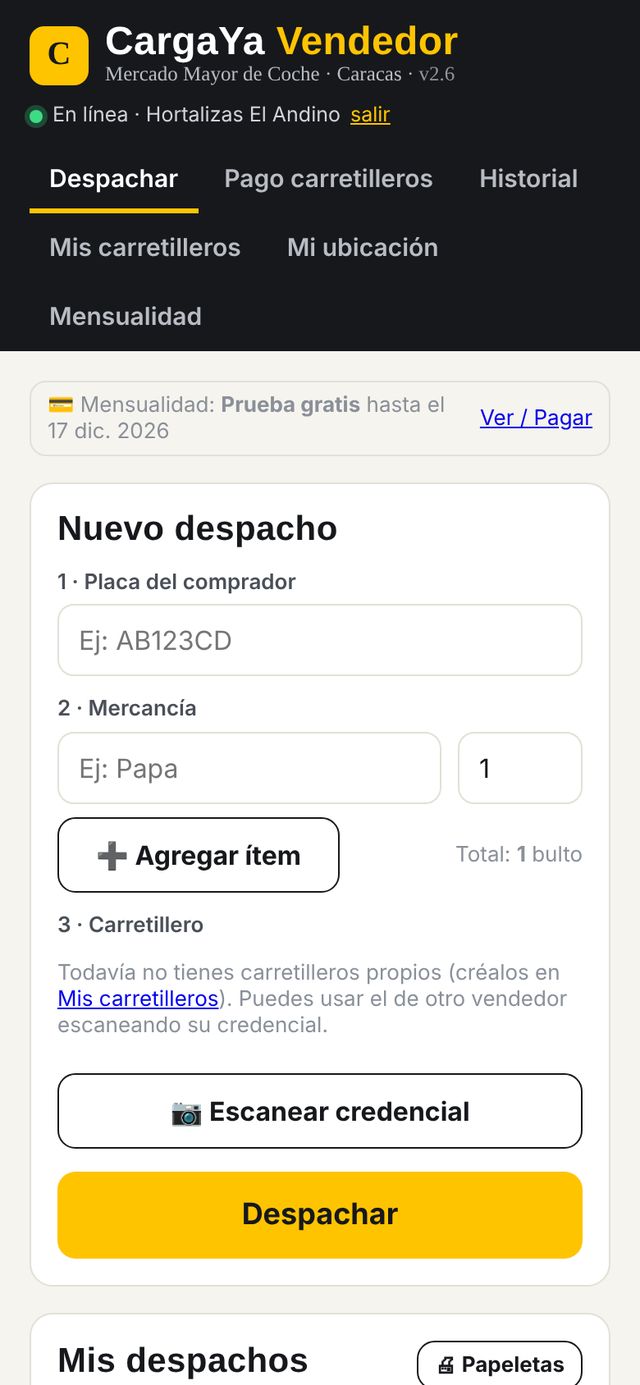 C
CargaYa Vendedor
Mercado Mayor de Coche · Caracas · v2.6
En línea · Hortalizas El Andino salir
Despachar Pago carretilleros Historial
Mis carretilleros Mi ubicación
Mensualidad
💳 Mensualidad: Prueba gratis hasta el
17 dic. 2026
Ver / Pagar
Nuevo despacho
1 · Placa del comprador
Ej: AB123CD
2 · Mercancía
Ej: Papa 1
➕ Agregar ítem Total: 1 bulto
3 · Carretillero
Todavía no tienes carretilleros propios (créalos en
Mis carretilleros). Puedes usar el de otro vendedor
escaneando su credencial.
📷 Escanear credencial
Despachar
Mis despachos 🖨 Papeletas